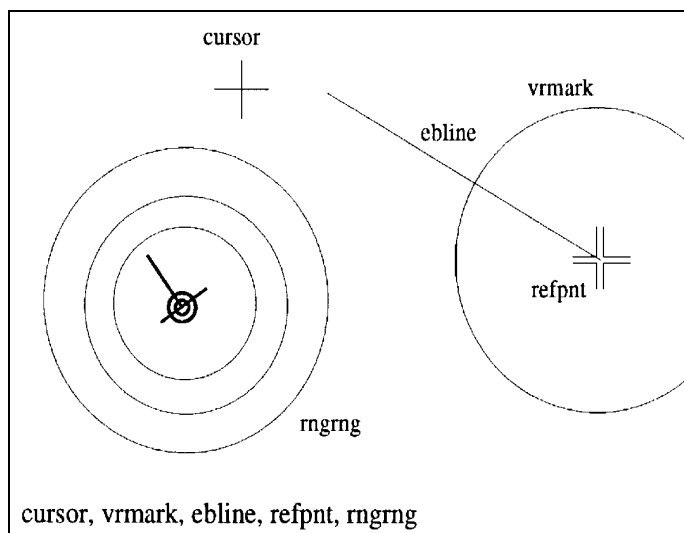 cursor
vrmark
ebline
refpnt
rngrng
cursor, vrmark, ebline, refpnt, rngrng